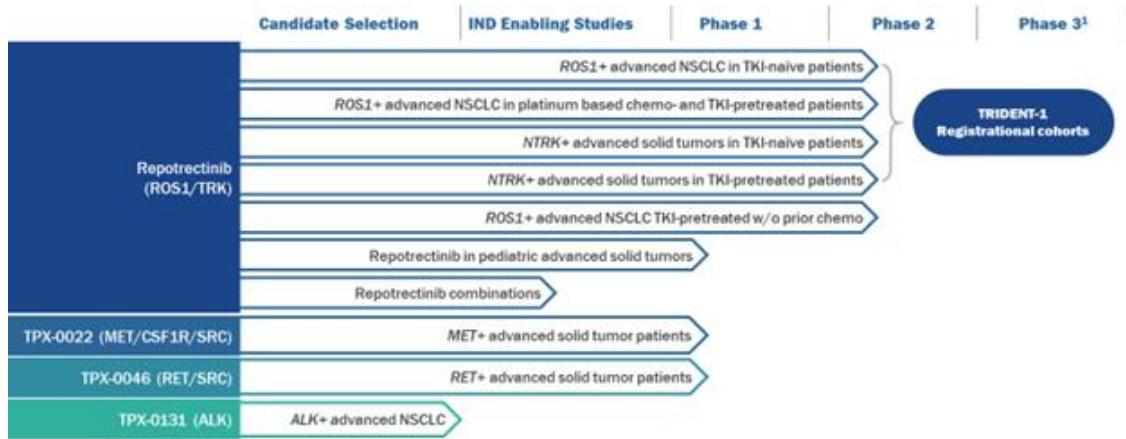 Candidate Selection IND Enabling Studies Phase 1 Phase 2 Phase 3¹
Repotrectinib
(ROS1/TRK)
ROS1+ advanced NSCLC in TKI-naïve patients
ROS1+ advanced NSCLC in platinum based chemo- and TKI-pretreated patients
NTRK+ advanced solid tumors in TKI-naïve patients
NTRK+ advanced solid tumors in TKI-pretreated patients
TRIDENT-1
Registrational cohorts
ROS1+ advanced NSCLC TKI-pretreated w/o prior chemo
Repotrectinib in pediatric advanced solid tumors
Repotrectinib combinations
TPX-0022 (MET/CSF1R/SRC) MET+ advanced solid tumor patients
TPX-0046 (RET/SRC) RET+ advanced solid tumor patients
TPX-0131 (ALK) ALK+ advanced NSCLC